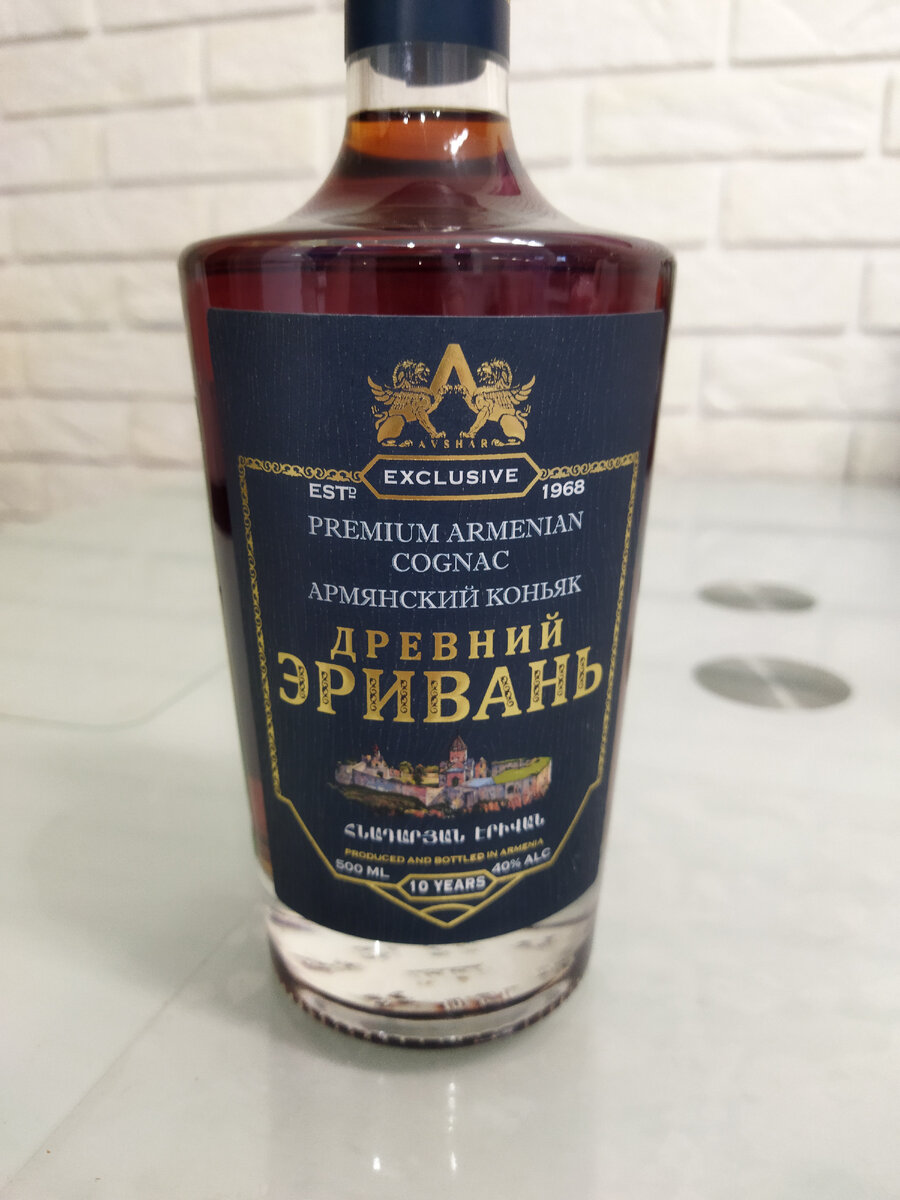 AVSHAR
EXCLUSIVE
ESTD 1968
PREMIUM ARMENIAN
COGNAC
АРМЯНСКИЙ КОНЬЯК
ДРЕВНИЙ
ЭРИВАНЬ
ՀՆԱԴԱՐՅԱՆ ԷՐԻՎԱՆ
PRODUCED AND BOTTLED IN ARMENIA
500 ML 40% ALC
10 YEARS